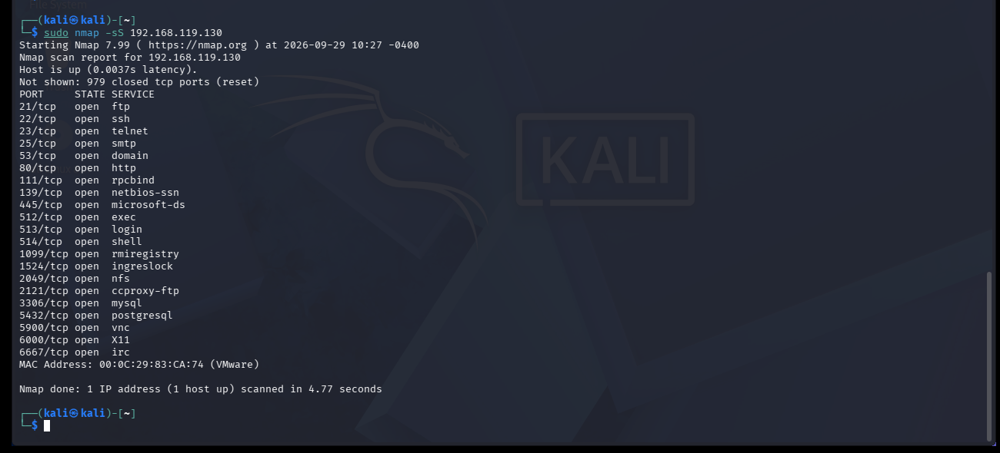 File System
┌──(kali㉿kali)-[~]
└─$ sudo nmap -sS 192.168.119.130
Starting Nmap 7.99 ( https://nmap.org ) at 2026-09-29 10:27 -0400
Nmap scan report for 192.168.119.130
Host is up (0.0037s latency).
Not shown: 979 closed tcp ports (reset)
PORT     STATE SERVICE
21/tcp   open  ftp
22/tcp   open  ssh
23/tcp   open  telnet
25/tcp   open  smtp
53/tcp   open  domain
80/tcp   open  http
111/tcp  open  rpcbind
139/tcp  open  netbios-ssn
445/tcp  open  microsoft-ds
512/tcp  open  exec
513/tcp  open  login
514/tcp  open  shell
1099/tcp open  rmiregistry
1524/tcp open  ingreslock
2049/tcp open  nfs
2121/tcp open  ccproxy-ftp
3306/tcp open  mysql
5432/tcp open  postgresql
5900/tcp open  vnc
6000/tcp open  X11
6667/tcp open  irc
MAC Address: 00:0C:29:83:CA:74 (VMware)
Nmap done: 1 IP address (1 host up) scanned in 4.77 seconds
┌──(kali㉿kali)-[~]
└─$
KALI